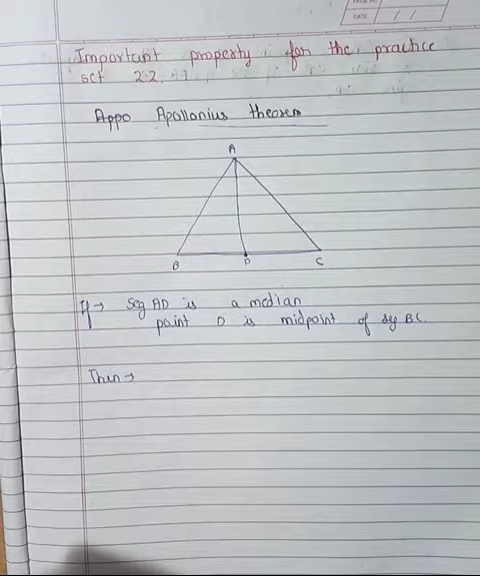 DATE: / /
Important property for the practice
set 2.2
Appo Apollonius theorem
A
B D C
If → seg AD is a median
point D is midpoint of seg BC.
Then →